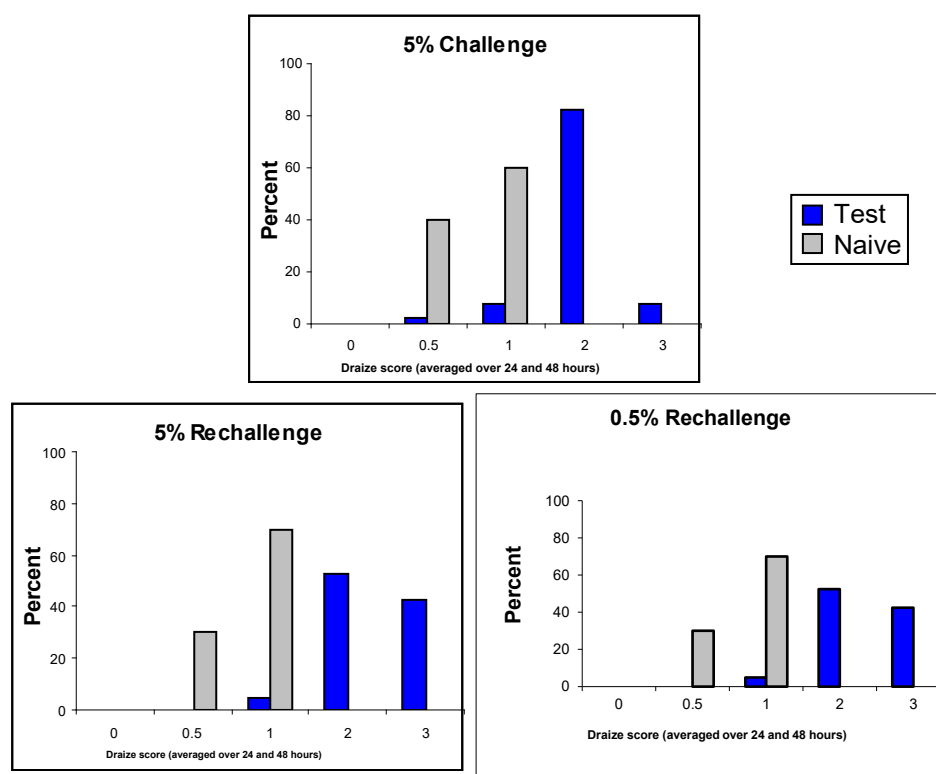 5% Challenge
100
80
60
40
20
0
Percent
0 0.5 1 2 3
Draize score (averaged over 24 and 48 hours)
Test
Naive
5% Rechallenge
100
80
60
40
20
0
Percent
0 0.5 1 2 3
Draize score (averaged over 24 and 48 hours)
0.5% Rechallenge
100
80
60
40
20
0
Percent
0 0.5 1 2 3
Draize score (averaged over 24 and 48 hours)